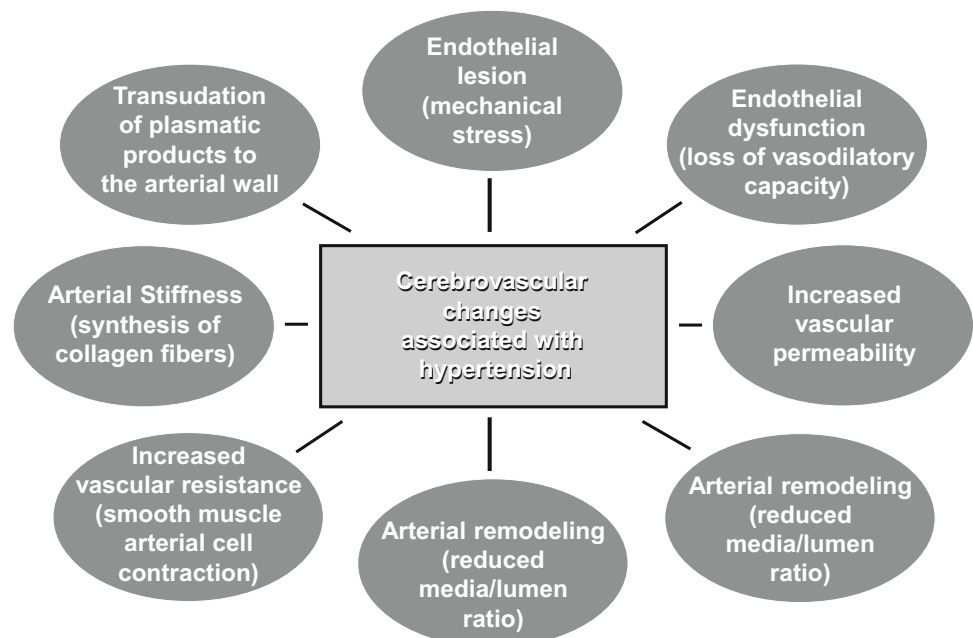 Endothelial
lesion
(mechanical
stress)
Transudation
of plasmatic
products to
the arterial wall
Endothelial
dysfunction
(loss of vasodilatory
capacity)
Arterial Stiffness
(synthesis of
collagen fibers)
Cerebrovascular
changes
associated with
hypertension
Increased
vascular
permeability
Increased
vascular resistance
(smooth muscle
arterial cell
contraction)
Arterial remodeling
(reduced
media/lumen
ratio)
Arterial remodeling
(reduced
media/lumen
ratio)